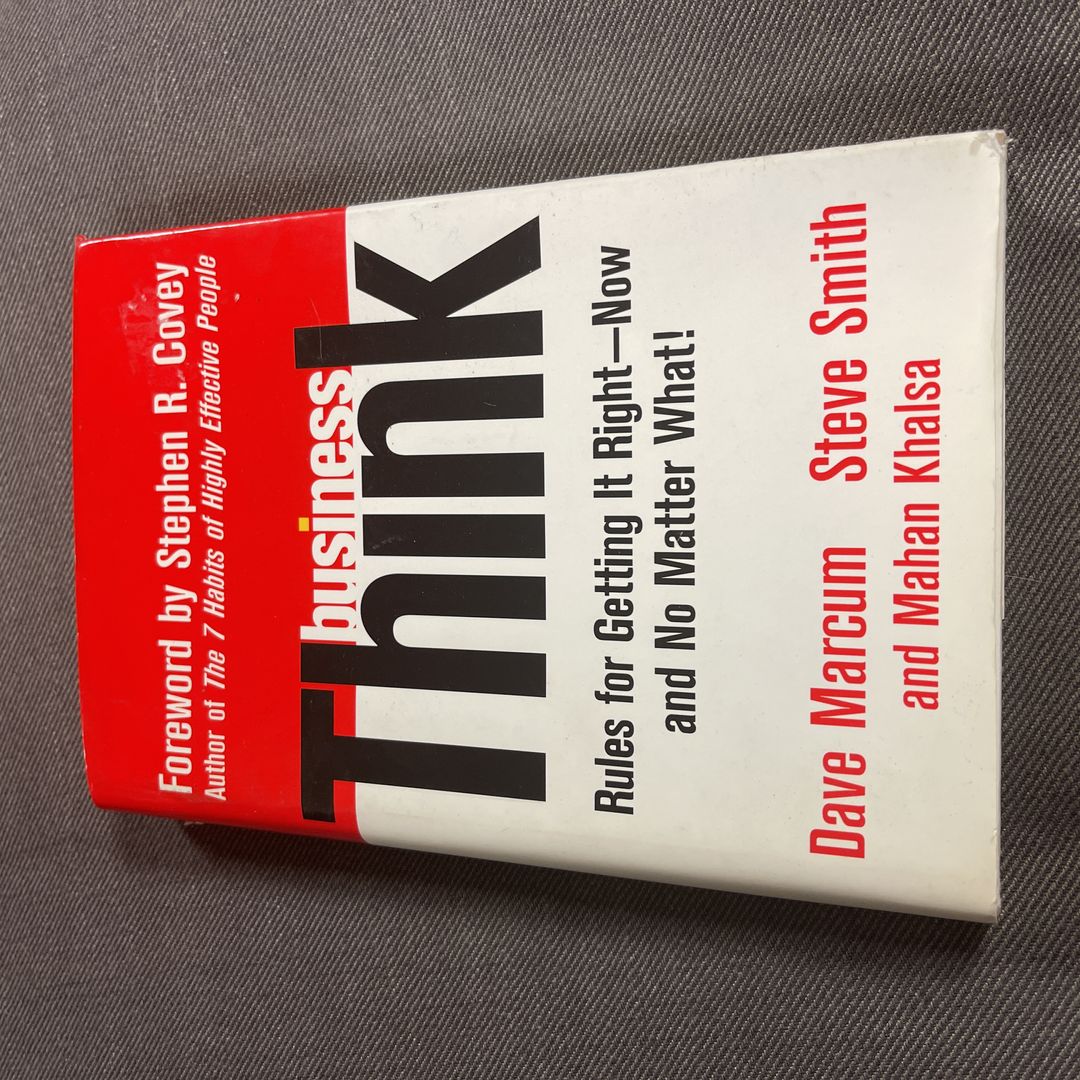 Foreword by Stephen R. Covey
Author of The 7 Habits of Highly Effective People
business
Think
Rules for Getting It Right—Now
and No Matter What!
Dave Marcum Steve Smith
and Mahan Khalsa